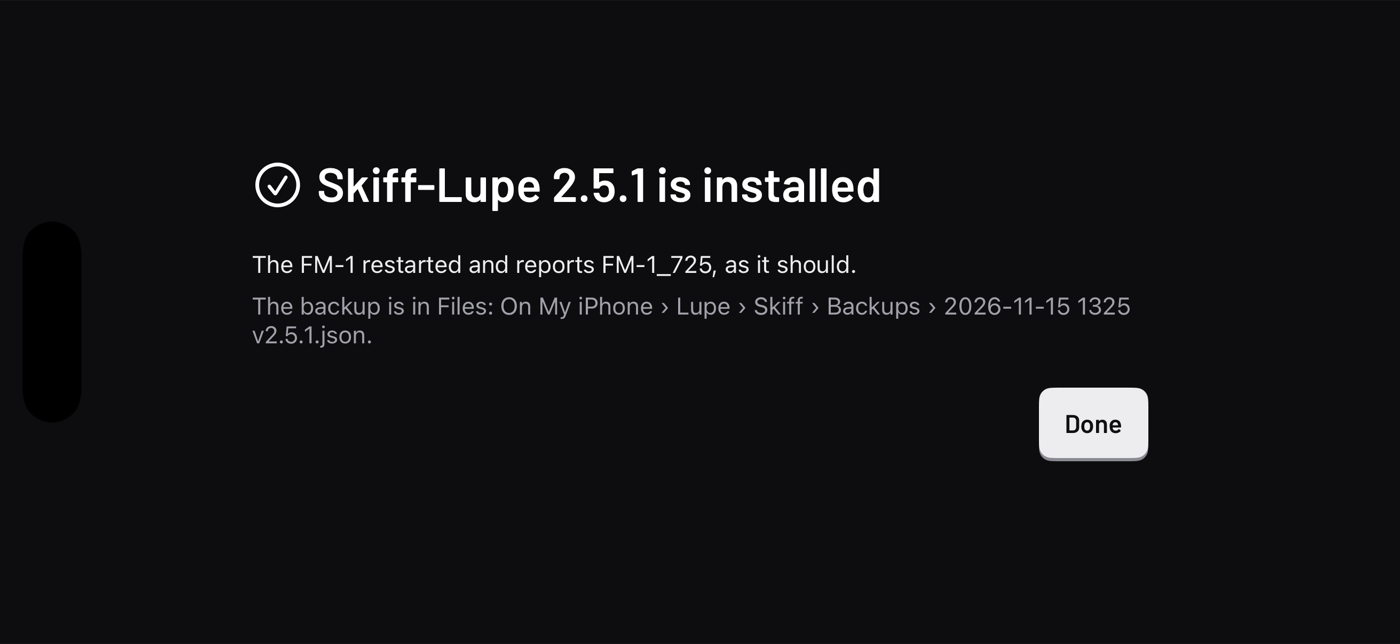 Skiff-Lupe 2.5.1 is installed
The FM-1 restarted and reports FM-1_725, as it should.
The backup is in Files: On My iPhone › Lupe › Skiff › Backups › 2026-11-15 1325
v2.5.1.json.
Done